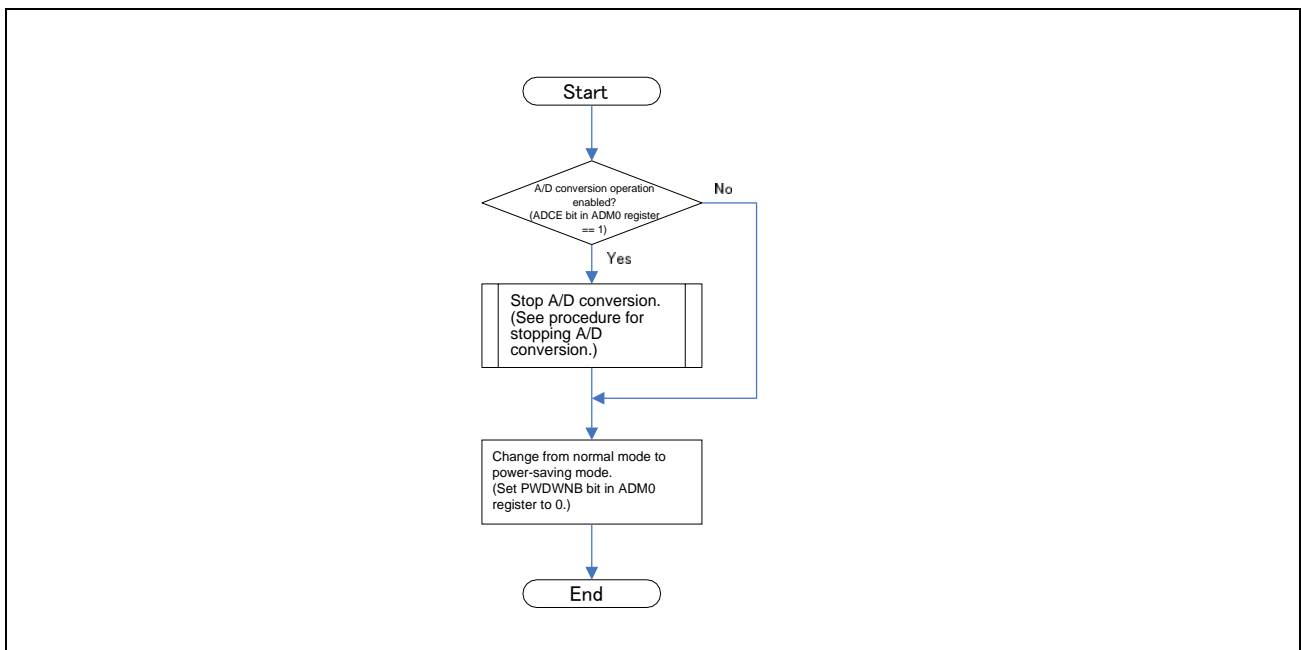 Start
A/D conversion operation
enabled?
(ADCE bit in ADM0 register
== 1)
No
Yes
Stop A/D conversion.
(See procedure for
stopping A/D
conversion.)
Change from normal mode to
power-saving mode.
(Set PWDWNB bit in ADM0
register to 0.)
End